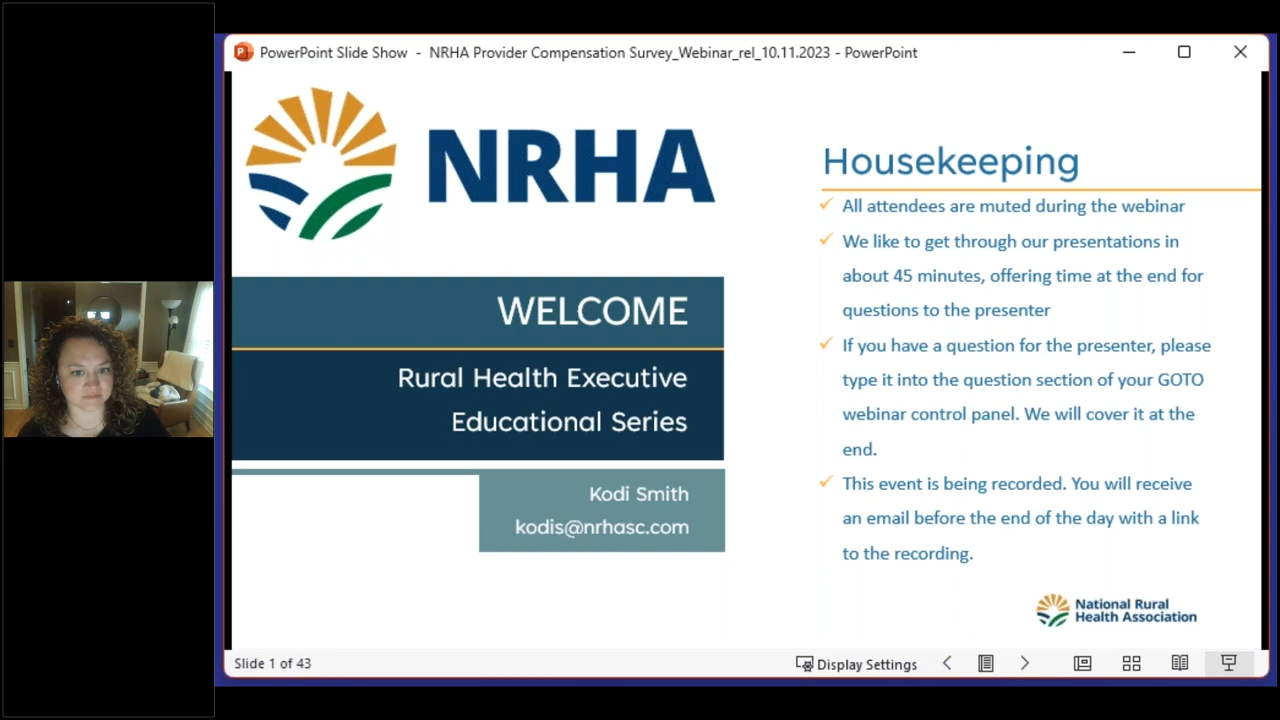 PowerPoint Slide Show - NRHA Provider Compensation Survey_Webinar_rel_10.11.2023 - PowerPoint
NRHA
WELCOME
Rural Health Executive
Educational Series
Kodi Smith
kodis@nrhasc.com
Housekeeping
All attendees are muted during the webinar
We like to get through our presentations in
about 45 minutes, offering time at the end for
questions to the presenter
If you have a question for the presenter, please
type it into the question section of your GOTO
webinar control panel. We will cover it at the
end.
This event is being recorded. You will receive
an email before the end of the day with a link
to the recording.
National Rural
Health Association
Slide 1 of 43
Display Settings